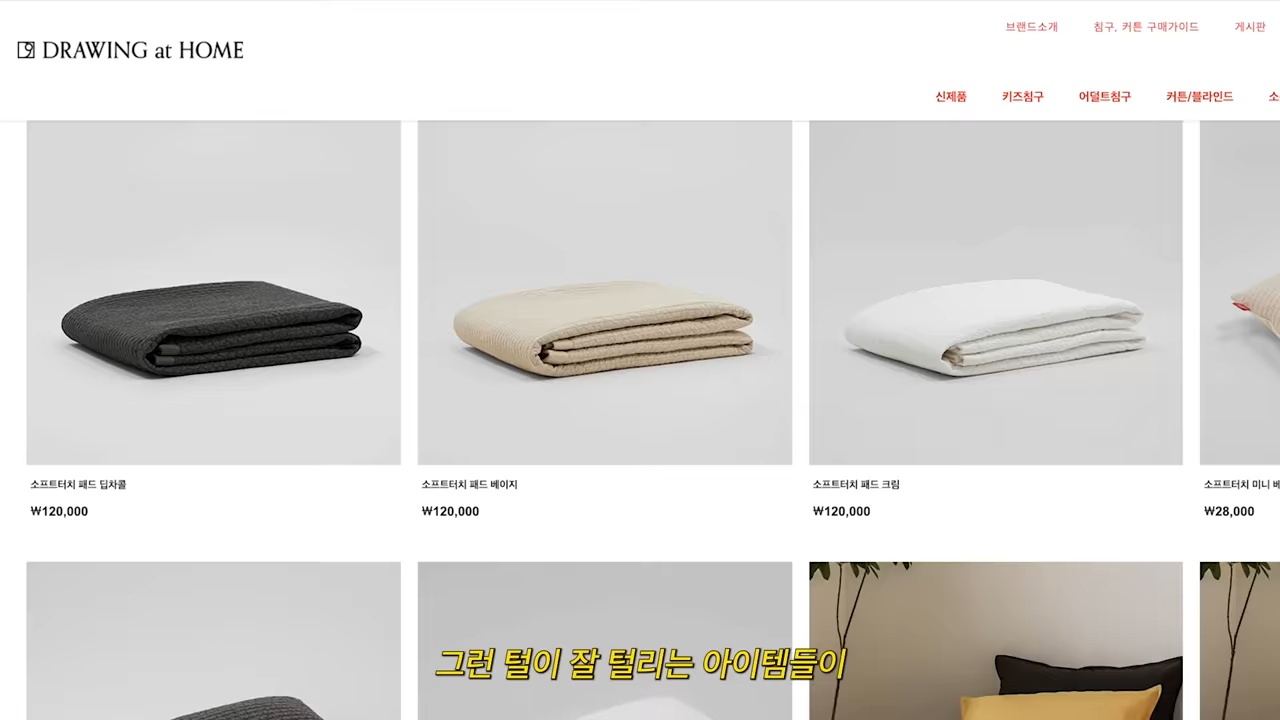 브랜드소개 침구, 커튼 구매가이드 게시판
DRAWING at HOME
신제품 키즈침구 어덜트침구 커튼/블라인드 소
소프트터치 패드 딥차콜 소프트터치 패드 베이지 소프트터치 패드 크림 소프트터치 미니 베
₩120,000 ₩120,000 ₩120,000 ₩28,000
그런 털이 잘 털리는 아이템들이